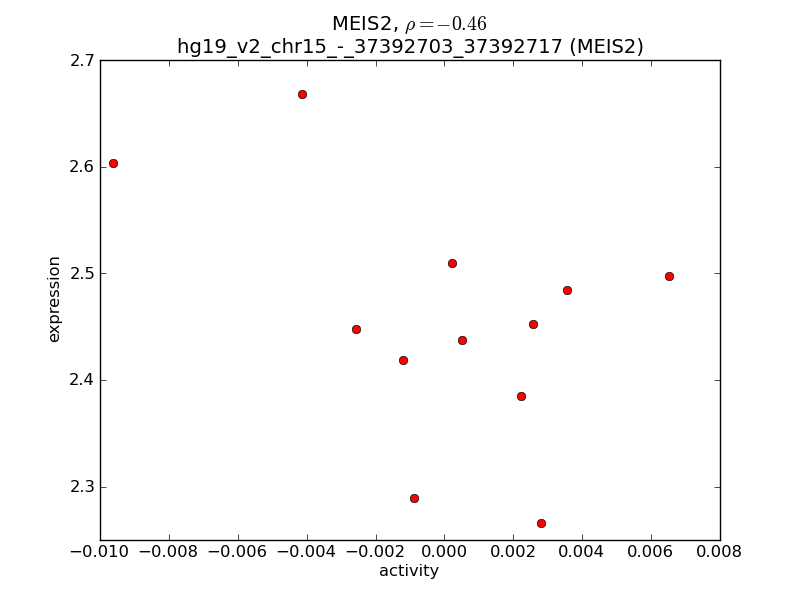 MEIS2, ρ=−0.46
hg19_v2_chr15_-_37392703_37392717 (MEIS2)
2.7
2.6
2.5
2.4
2.3
expression
−0.010 −0.008 −0.006 −0.004 −0.002 0.000 0.002 0.004 0.006 0.008
activity